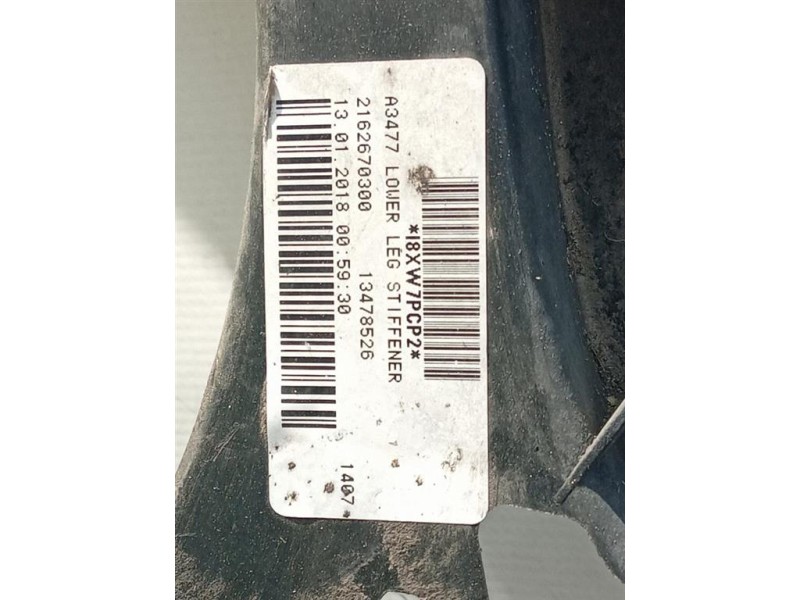 *I8XW7PCP2*
A3477 LOWER LEG STIFFENER
2162670300 13478526
13.01.2018 00:59:30
1407